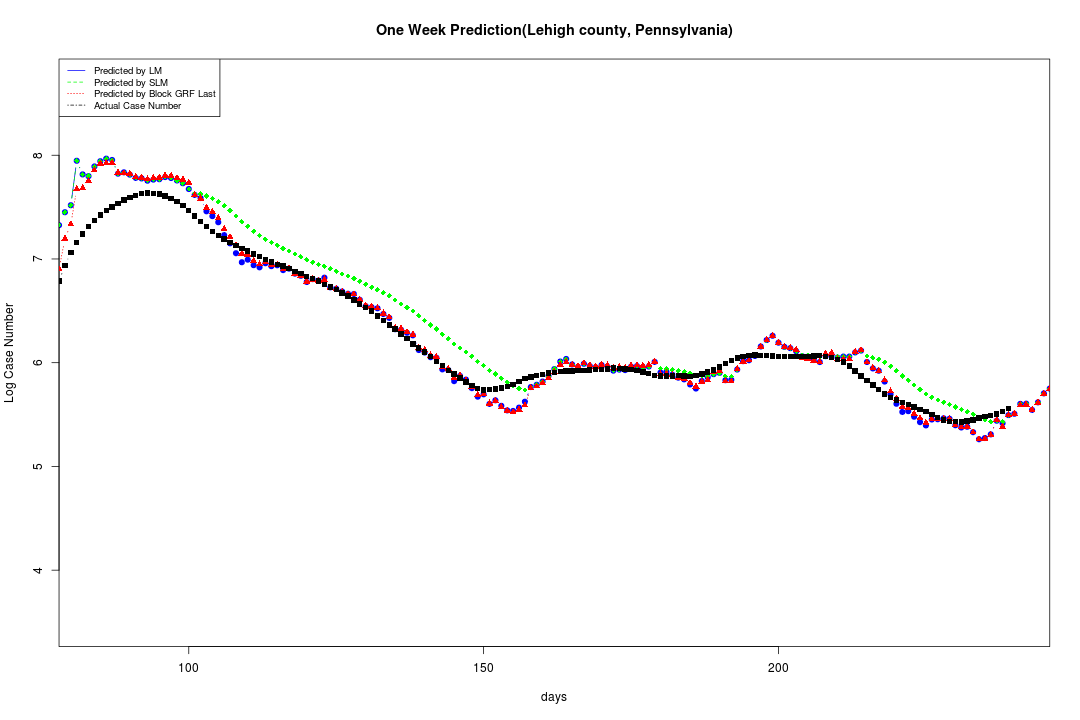 One Week Prediction(Lehigh county, Pennsylvania)
Predicted by LM
Predicted by SLM
Predicted by Block GRF Last
Actual Case Number
8
7
6
5
4
Log Case Number
100
150
200
days